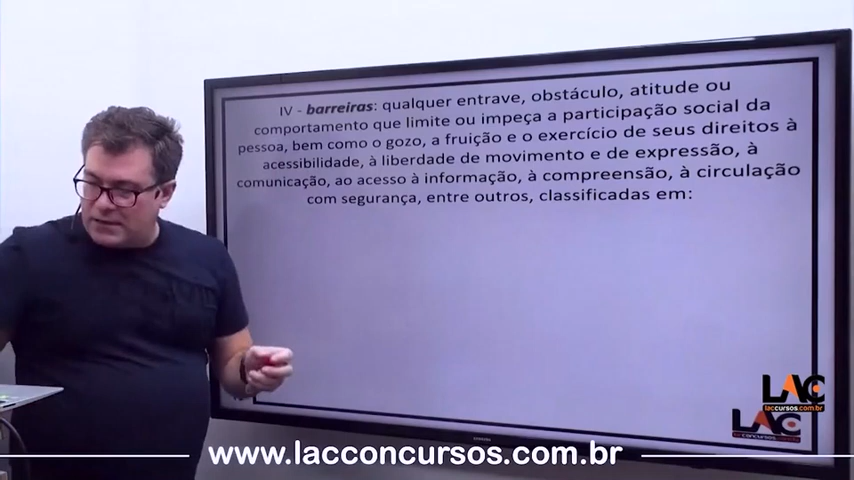 IV - barreiras: qualquer entrave, obstáculo, atitude ou
comportamento que limite ou impeça a participação social da
pessoa, bem como o gozo, a fruição e o exercício de seus direitos à
acessibilidade, à liberdade de movimento e de expressão, à
comunicação, ao acesso à informação, à compreensão, à circulação
com segurança, entre outros, classificadas em:
LAC
laccursos.com.br
LAC
www.lacconcursos.com.br